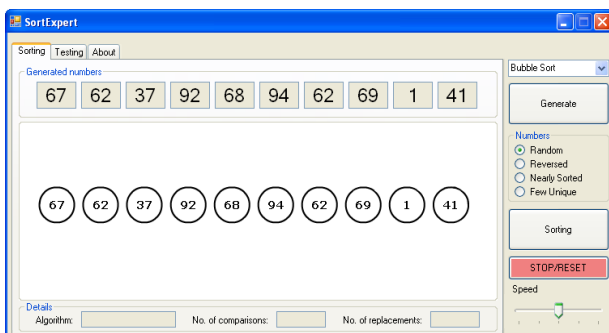 SortExpert
Sorting Testing About
Generated numbers
67 62 37 92 68 94 62 69 1 41
67 62 37 92 68 94 62 69 1 41
Details
Algorithm: No. of comparisons: No. of replacements:
Bubble Sort
Generate
Numbers
Random
Reversed
Nearly Sorted
Few Unique
Sorting
STOP/RESET
Speed